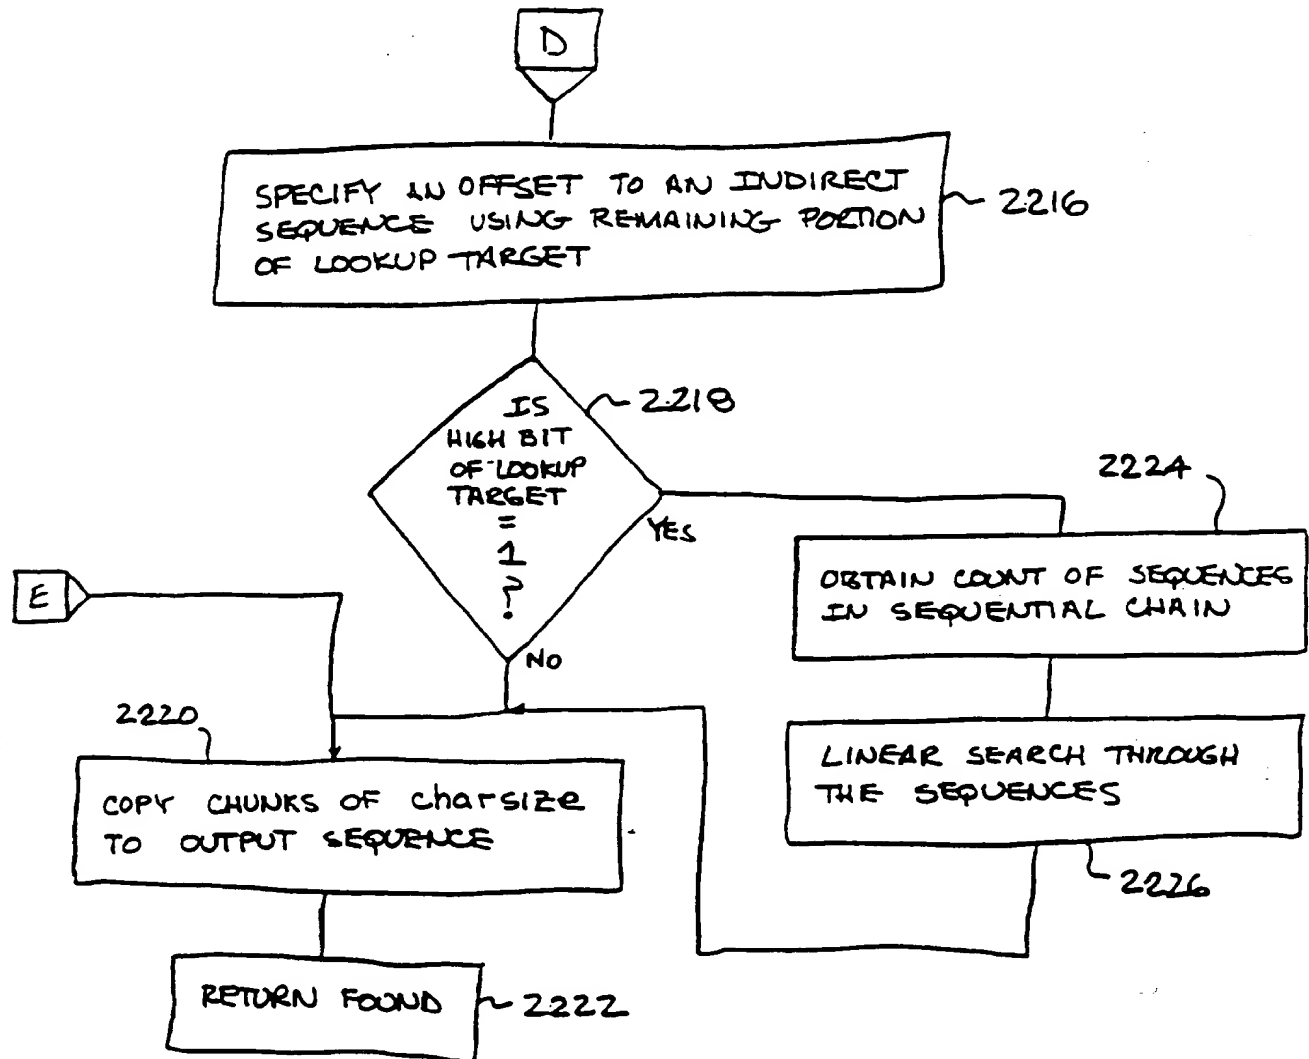 D
SPECIFY AN OFFSET TO AN INDIRECT
SEQUENCE USING REMAINING PORTION
OF LOOKUP TARGET
2216
IS
HIGH BIT
OF LOOKUP
TARGET
=
1
?
2218
YES
NO
2224
OBTAIN COUNT OF SEQUENCES
IN SEQUENTIAL CHAIN
E
2220
COPY CHUNKS OF charsize
TO OUTPUT SEQUENCE
LINEAR SEARCH THROUGH
THE SEQUENCES
2226
RETURN FOUND
2222